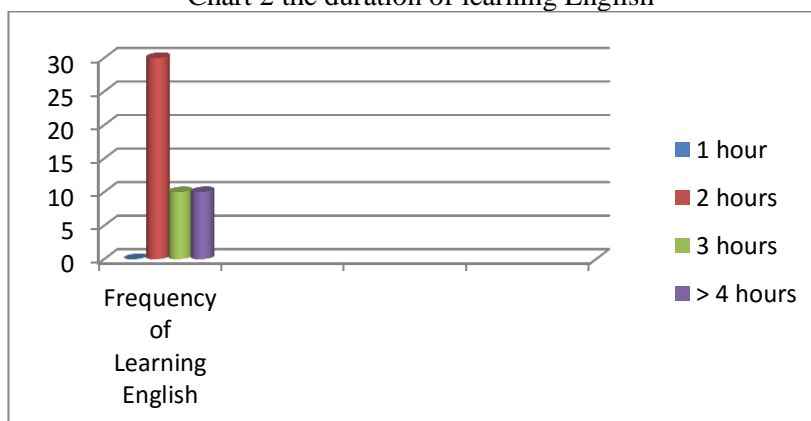 Chart 2 the duration of learning English
30
25
20
15
10
5
0
Frequency
of
Learning
English
1 hour
2 hours
3 hours
> 4 hours